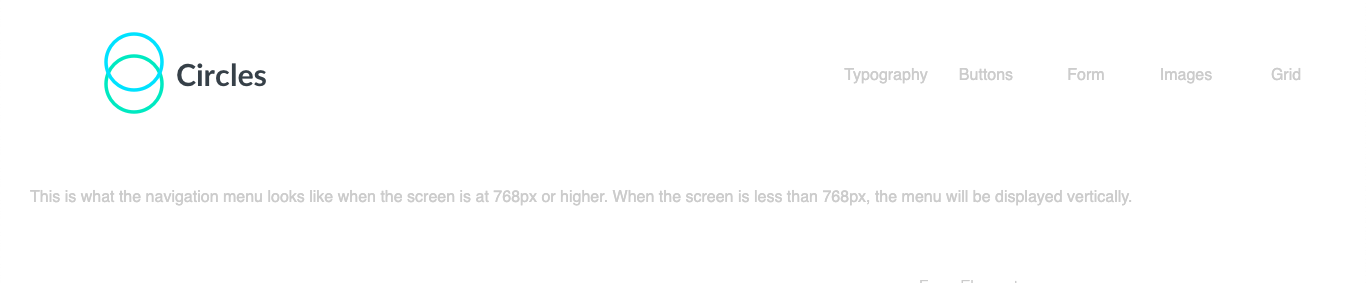 Circles
Typography Buttons Form Images Grid
This is what the navigation menu looks like when the screen is at 768px or higher. When the screen is less than 768px, the menu will be displayed vertically.